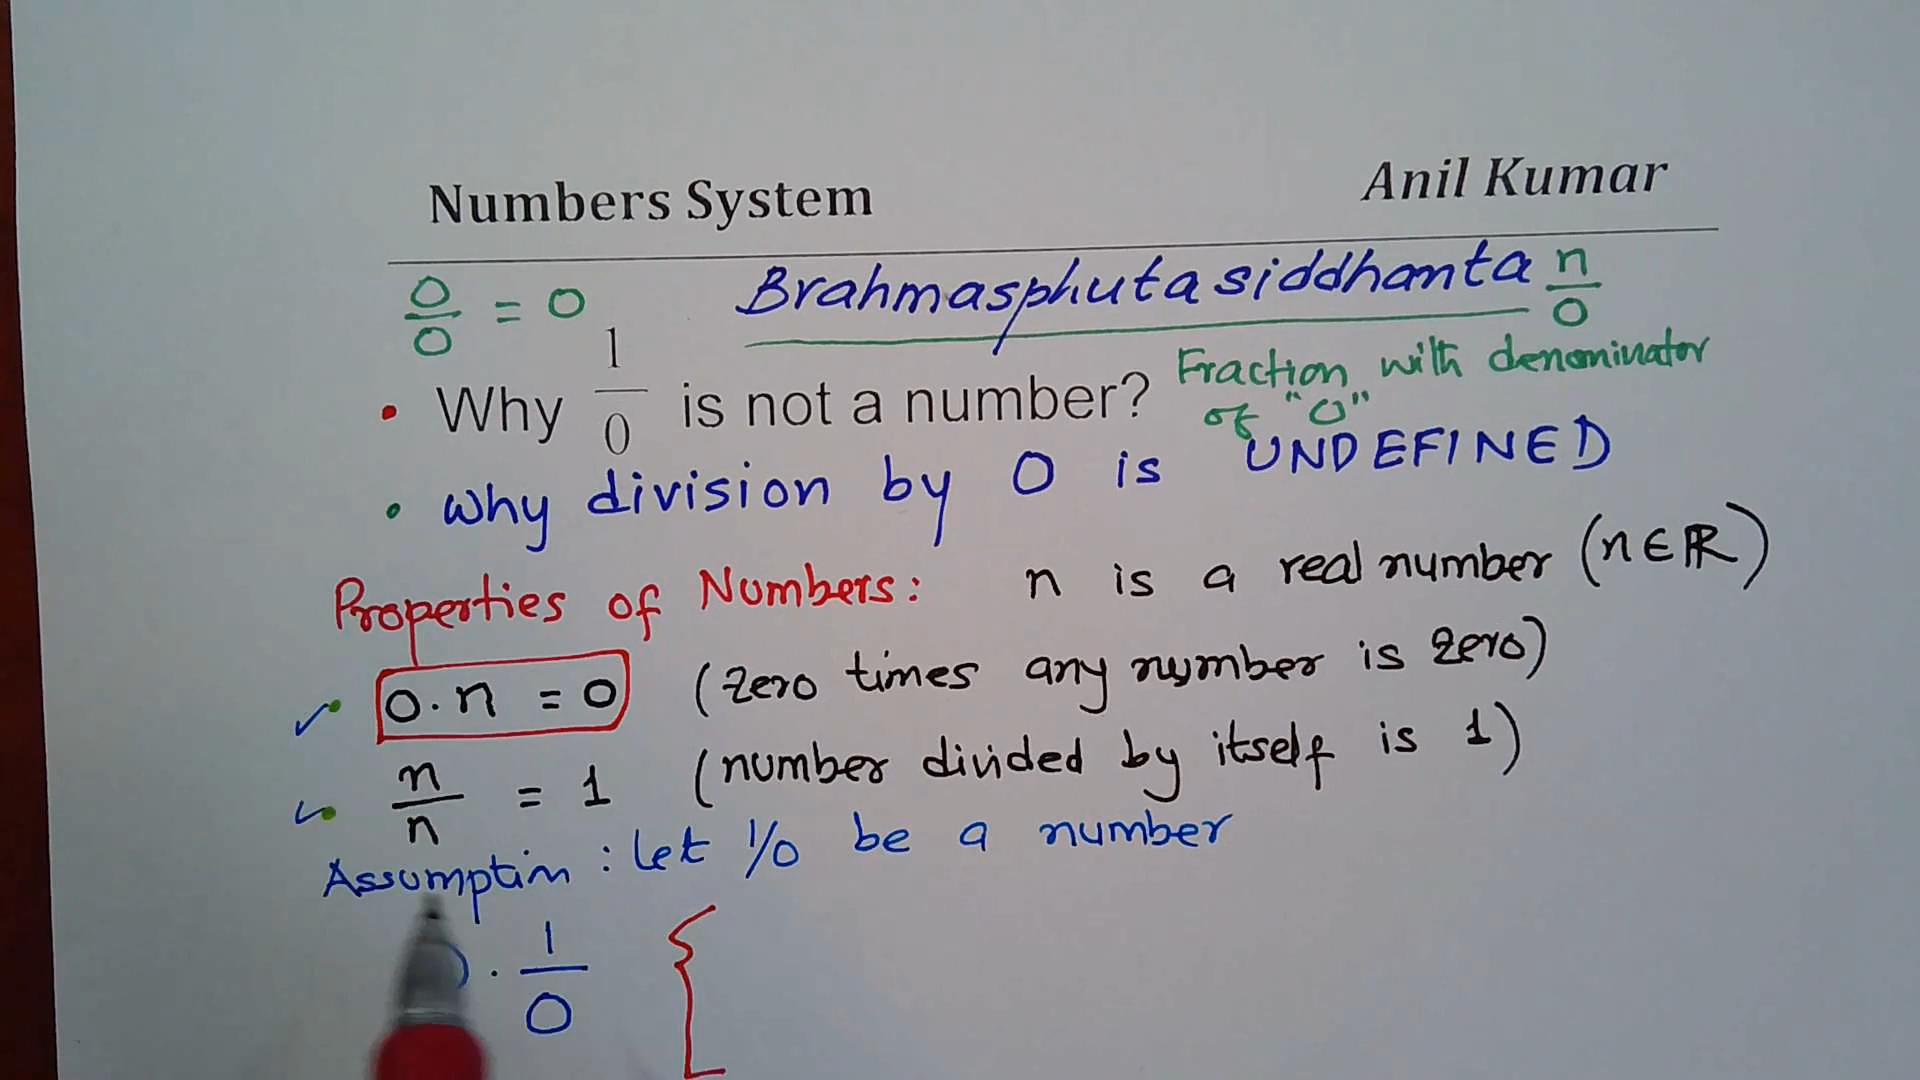 Numbers System Anil Kumar
0/0 = 0 Brahmasphutasiddhanta n/0
• Why 1/0 is not a number? Fraction with denominator of "0"
• Why division by 0 is UNDEFINED
Properties of Numbers: n is a real number (n∈ℝ)
✓• 0·n = 0 (zero times any number is zero)
✓• n/n = 1 (number divided by itself is 1)
Assumption : Let 1/0 be a number
· 1/0 {